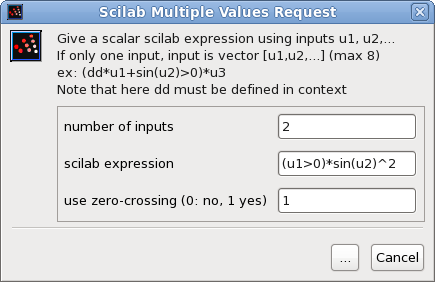 Scilab Multiple Values Request
Give a scalar scilab expression using inputs u1, u2,...
If only one input, input is vector [u1,u2,...] (max 8)
ex: (dd*u1+sin(u2)>0)*u3
Note that here dd must be defined in context
number of inputs 2
scilab expression (u1>0)*sin(u2)^2
use zero-crossing (0: no, 1 yes) 1
... Cancel